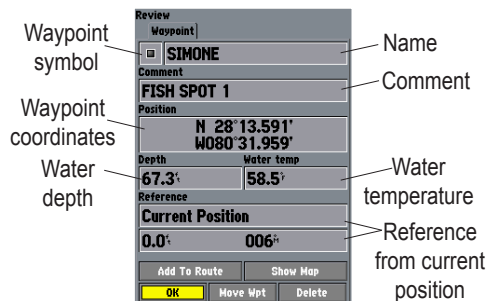 Review
Waypoint
Waypoint symbol
SIMONE
Name
Comment
FISH SPOT 1
Comment
Position
Waypoint coordinates
N 28°13.591'
W080°31.959'
Depth
Water temp
Water depth
67.3
58.5
Water temperature
Reference
Current Position
0.0
006
Reference from current position
Add To Route
Show Map
OK
Move Wpt
Delete